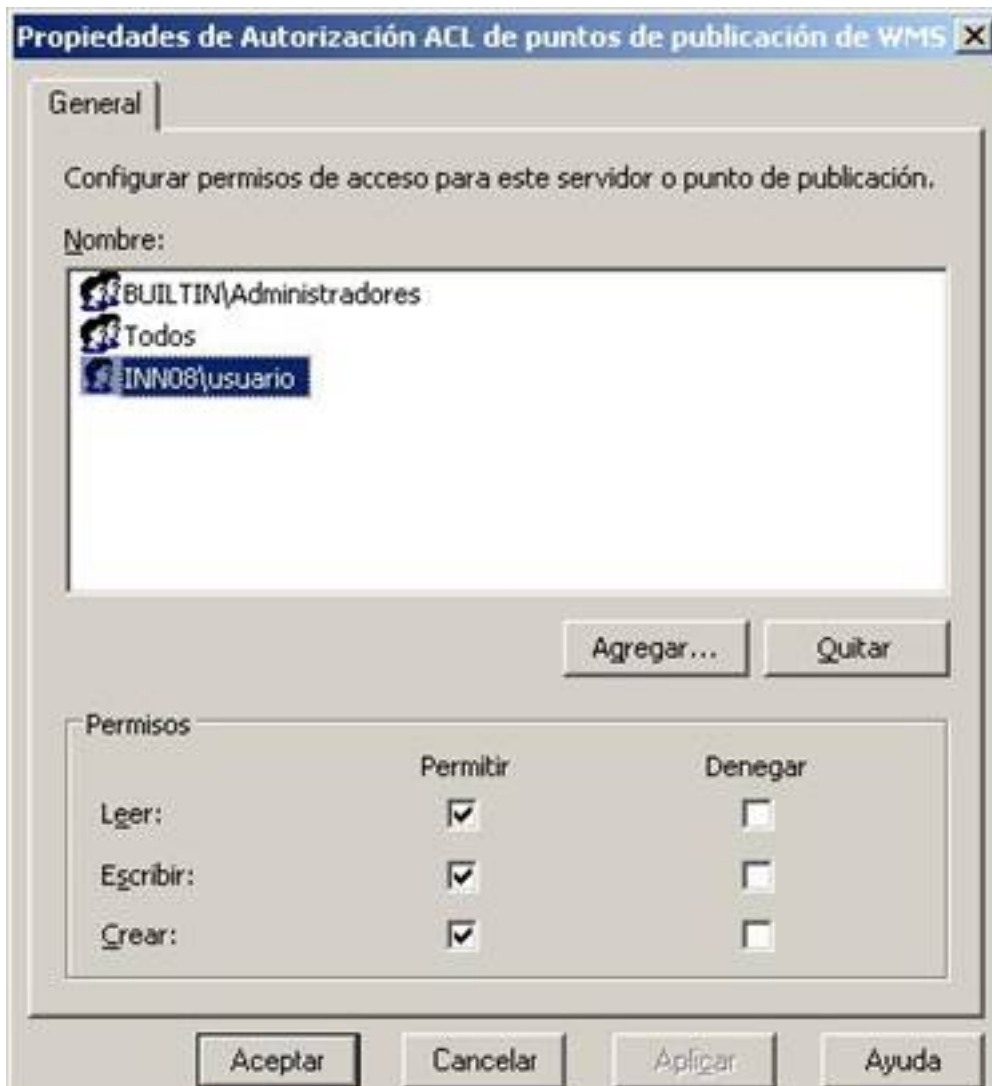 Propiedades de Autorización ACL de puntos de publicación de WMS
General
Configurar permisos de acceso para este servidor o punto de publicación.
Nombre:
BUILTIN\Administradores
Todos
INN08\usuario
Agregar... Quitar
Permisos
Permitir Denegar
Leer:
Escribir:
Crear:
Aceptar Cancelar Aplicar Ayuda